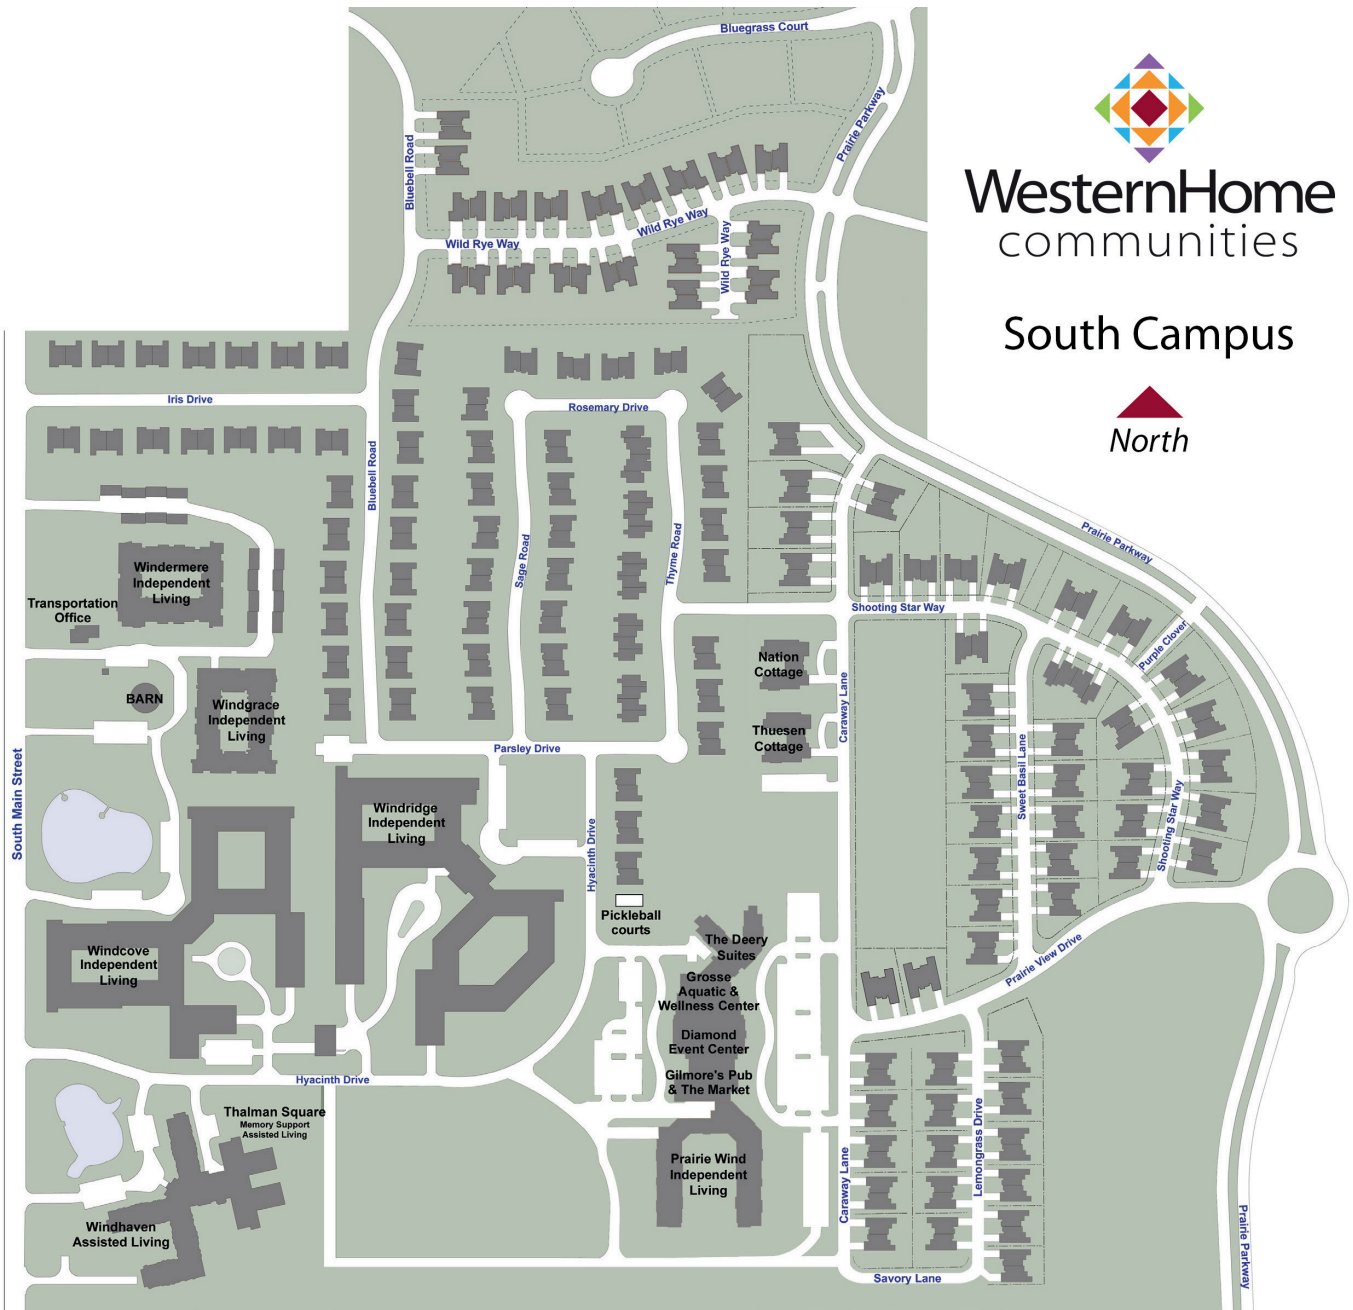 Bluegrass Court
Prairie Parkway
Bluebell Road
WesternHome
communities
Wild Rye Way
Wild Rye Way
Wild Rye Way
South Campus
North
Iris Drive
Rosemary Drive
Bluebell Road
Sage Road
Thyme Road
Prairie Parkway
Windermere
Independent
Living
Transportation
Office
Shooting Star Way
Purple Clover
Nation
Cottage
BARN
Windgrace
Independent
Living
Caraway Lane
Thuesen
Cottage
Parsley Drive
Sweet Basil Lane
South Main Street
Windridge
Independent
Living
Hyacinth Drive
Shooting Star Way
Pickleball
courts
Windcove
Independent
Living
The Deery
Suites
Grosse
Aquatic &
Wellness Center
Prairie View Drive
Diamond
Event Center
Gilmore's Pub
& The Market
Hyacinth Drive
Thalman Square
Memory Support
Assisted Living
Prairie Wind
Independent
Living
Caraway Lane
Lemongrass Drive
Windhaven
Assisted Living
Prairie Parkway
Savory Lane